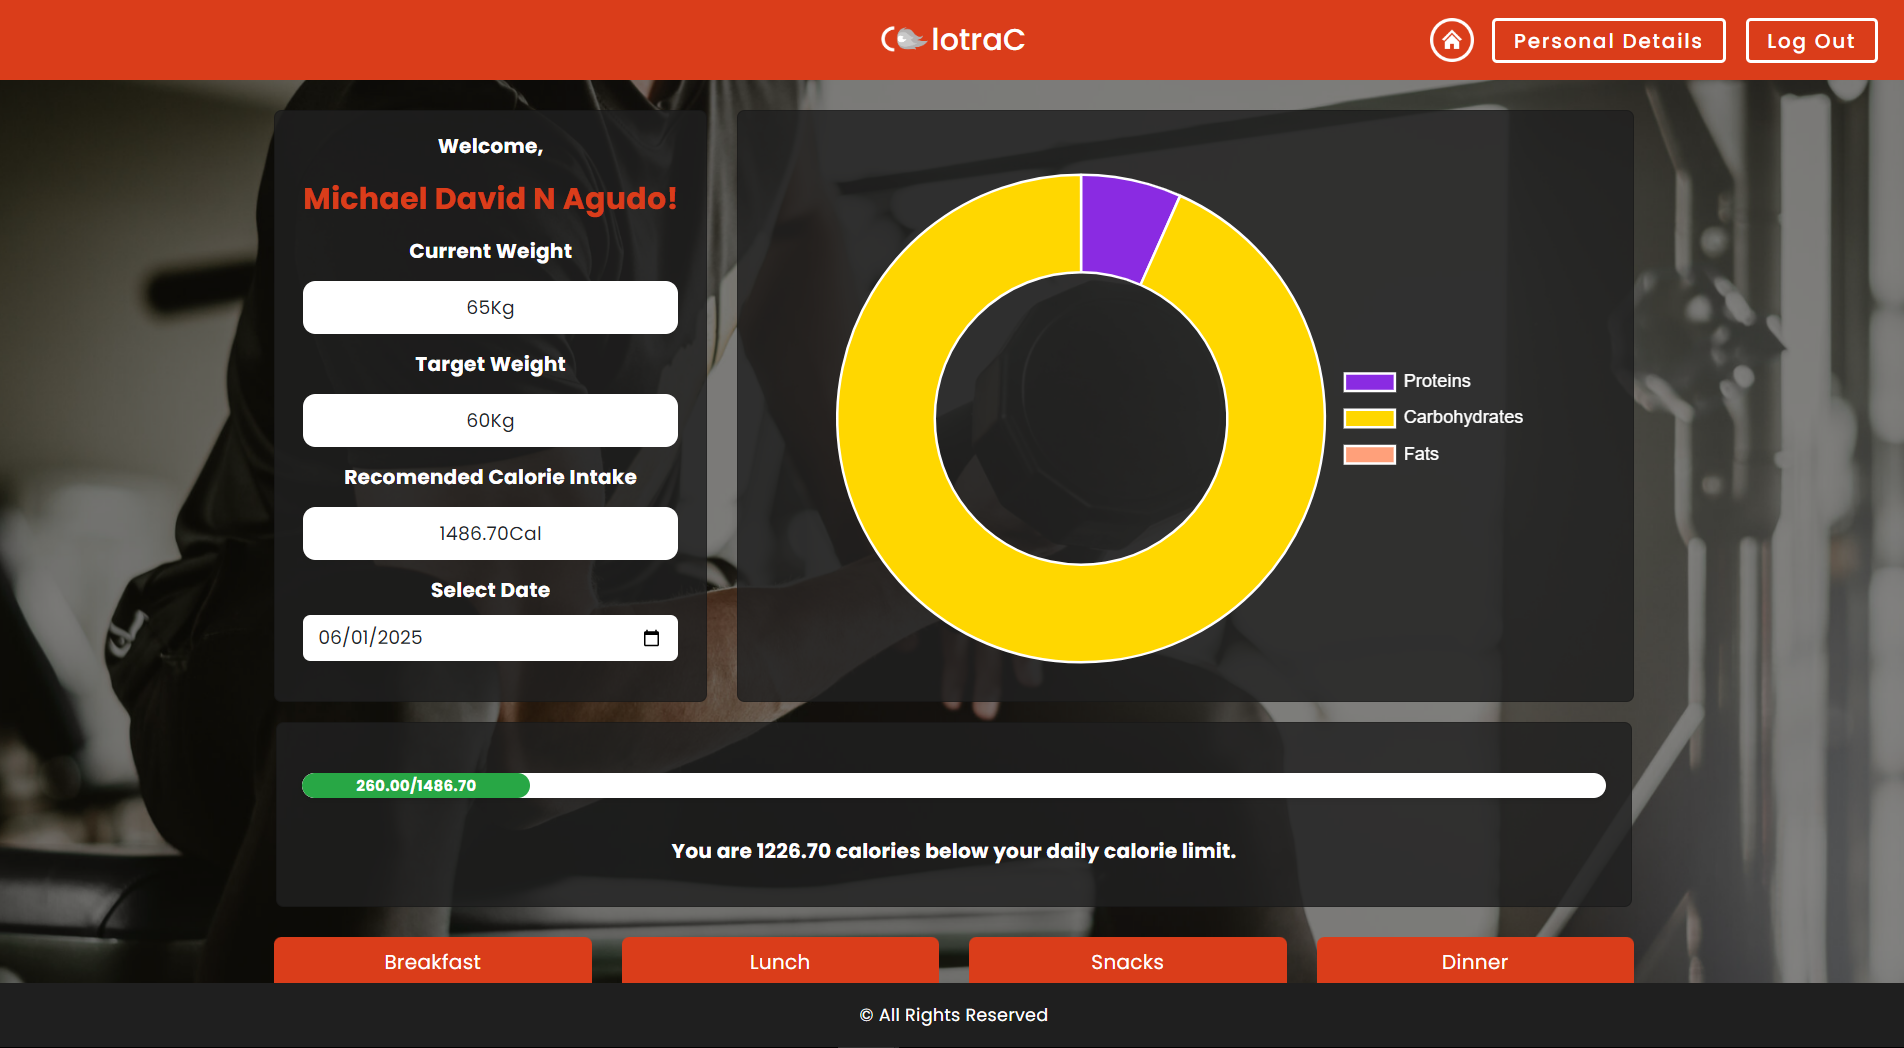 lotraC
Personal Details
Log Out
Welcome,
Michael David N Agudo!
Current Weight
65Kg
Target Weight
60Kg
Recomended Calorie Intake
1486.70Cal
Select Date
06/01/2025
Proteins
Carbohydrates
Fats
260.00/1486.70
You are 1226.70 calories below your daily calorie limit.
Breakfast
Lunch
Snacks
Dinner
© All Rights Reserved